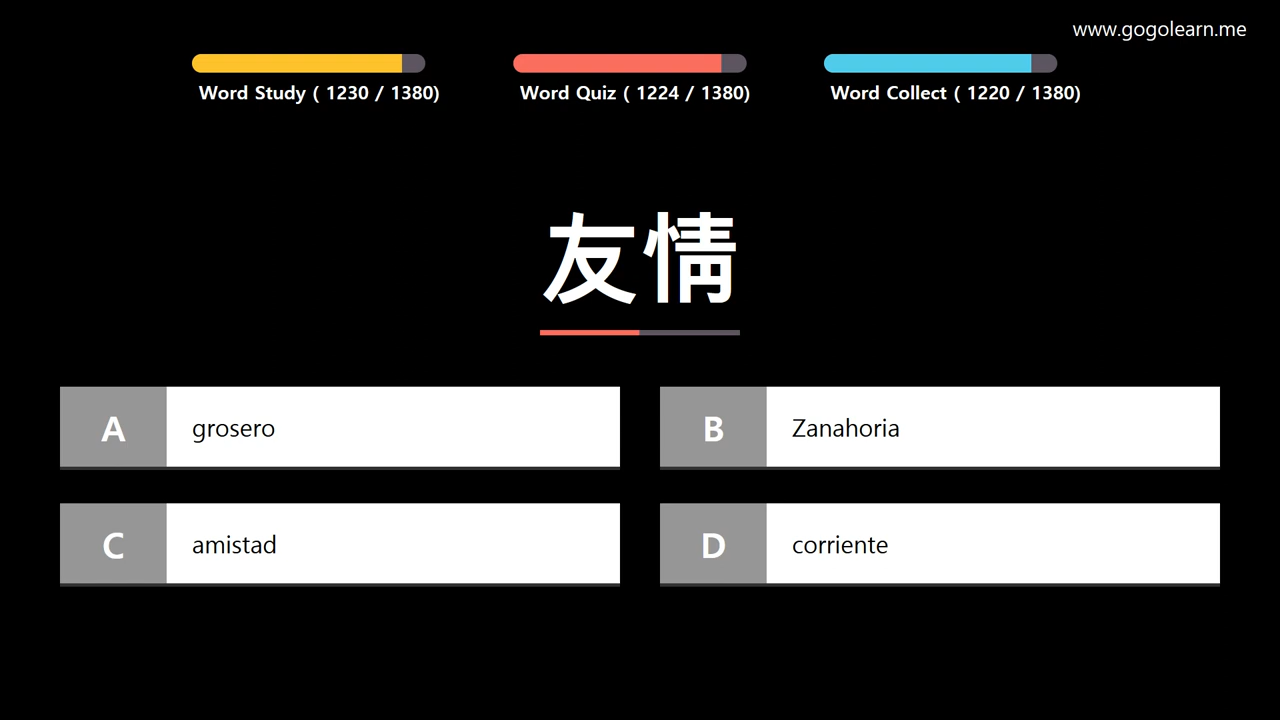 www.gogolearn.me
Word Study ( 1230 / 1380)
Word Quiz ( 1224 / 1380)
Word Collect ( 1220 / 1380)
友情
A grosero
B Zanahoria
C amistad
D corriente